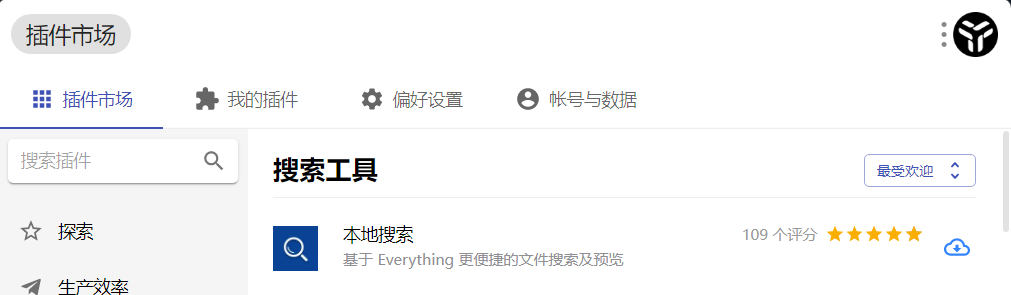 插件市场
插件市场 我的插件 偏好设置 帐号与数据
搜索插件
搜索工具
最受欢迎
探索
本地搜索
109 个评分
基于 Everything 更便捷的文件搜索及预览
生产效率